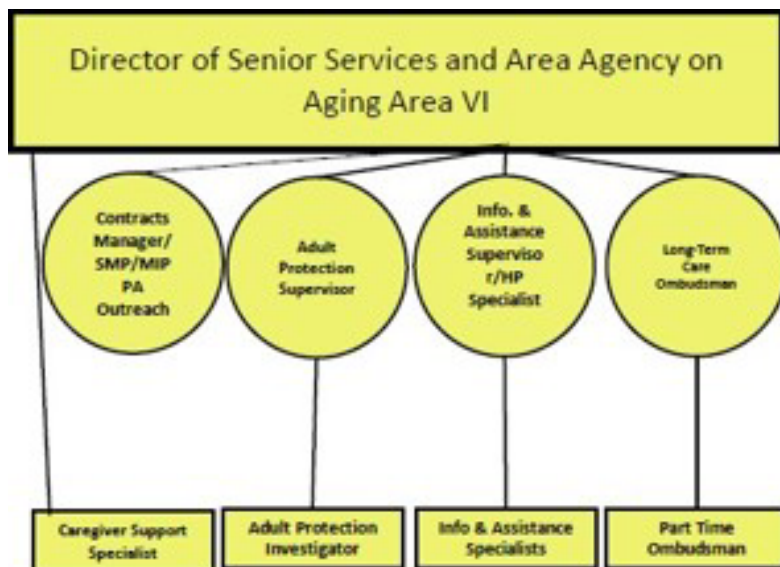 Director of Senior Services and Area Agency on
Aging Area VI
Contracts
Manager/
SMP/MIP
PA
Outreach
Adult
Protection
Supervisor
Info. &
Assistance
Superviso
r/HP
Specialist
Long-Term
Care
Ombudsman
Caregiver Support
Specialist
Adult Protection
Investigator
Info & Assistance
Specialists
Part Time
Ombudsman